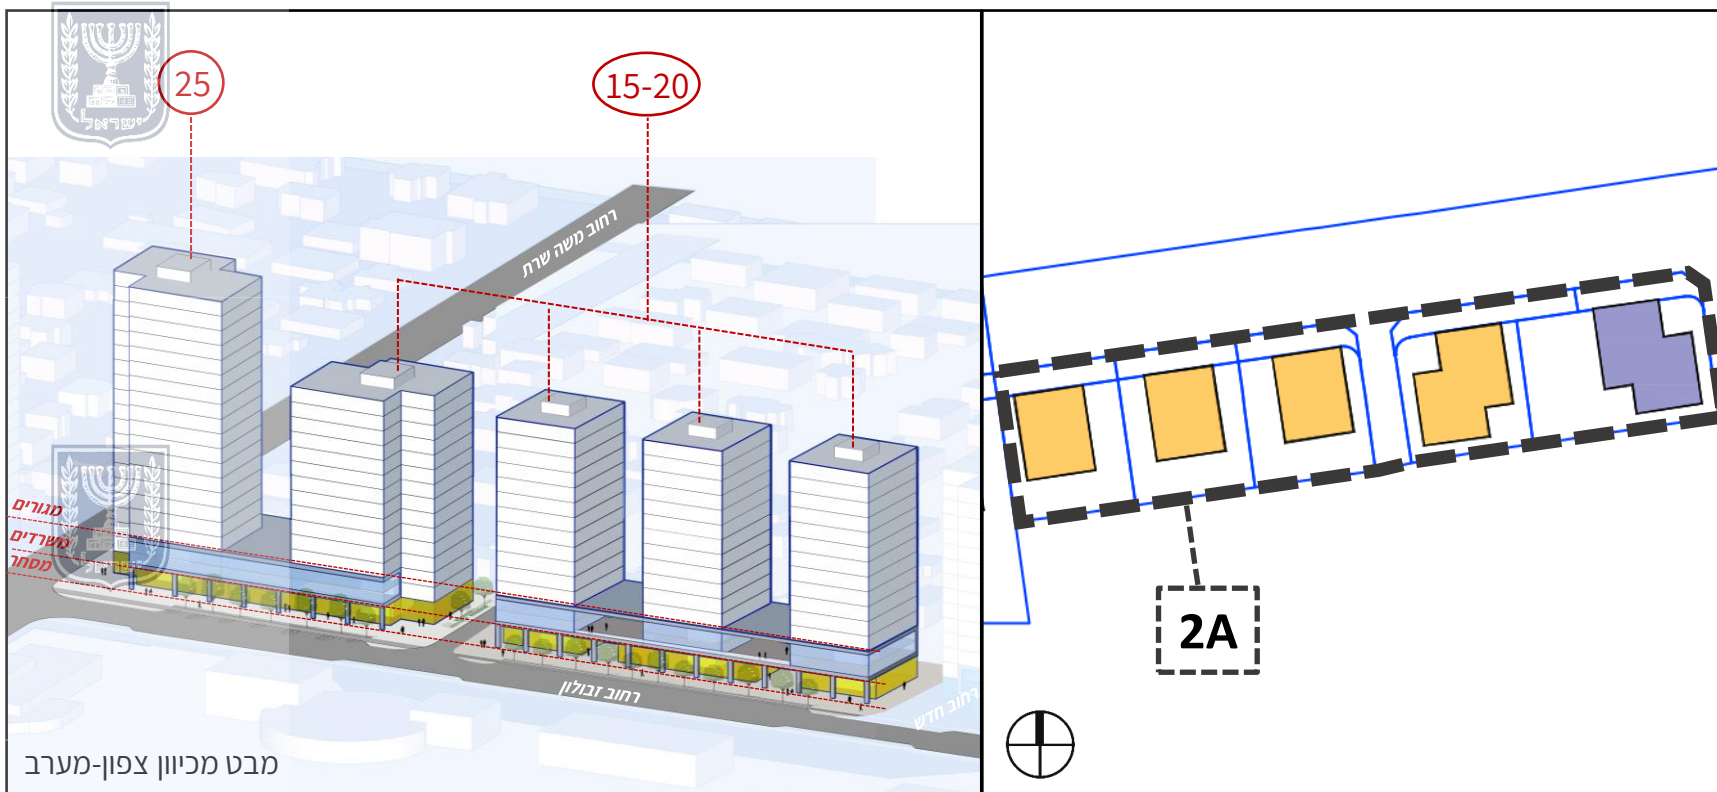 25
15-20
רחוב משה שרת
מגורים
משרדים
מסחר
רחוב זבולון
רחוב חדש
מבט מכיוון צפון-מערב
2A
ישראל
ישראל